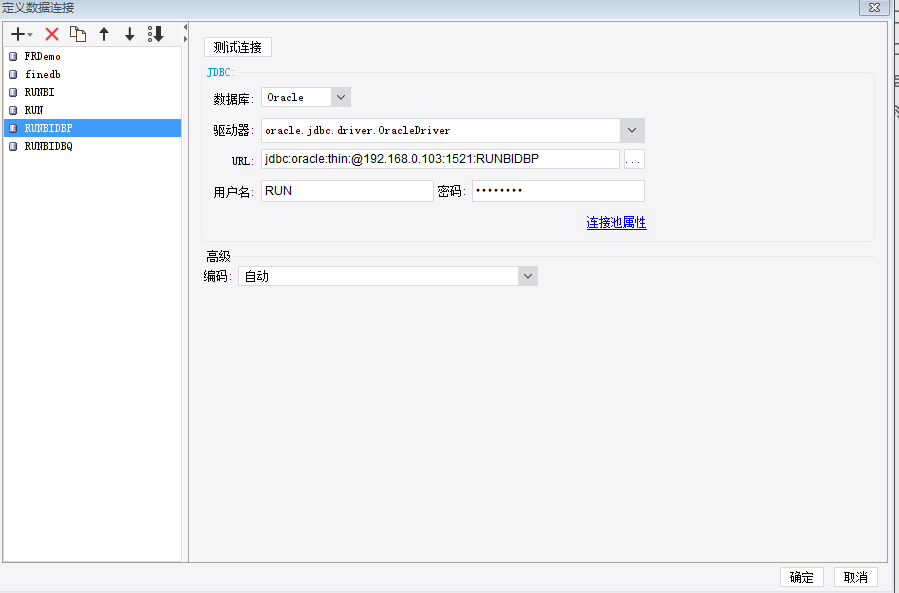 定义数据连接
FRDemo
finedb
RUNBI
RUN
RUNBIDBP
RUNBIDBQ
测试连接
JDBC:
数据库: Oracle
驱动器: oracle.jdbc.driver.OracleDriver
URL: jdbc:oracle:thin:@192.168.0.103:1521:RUNBIDBP ...
用户名: RUN 密码: ••••••••
连接池属性
高级
编码: 自动
确定 取消